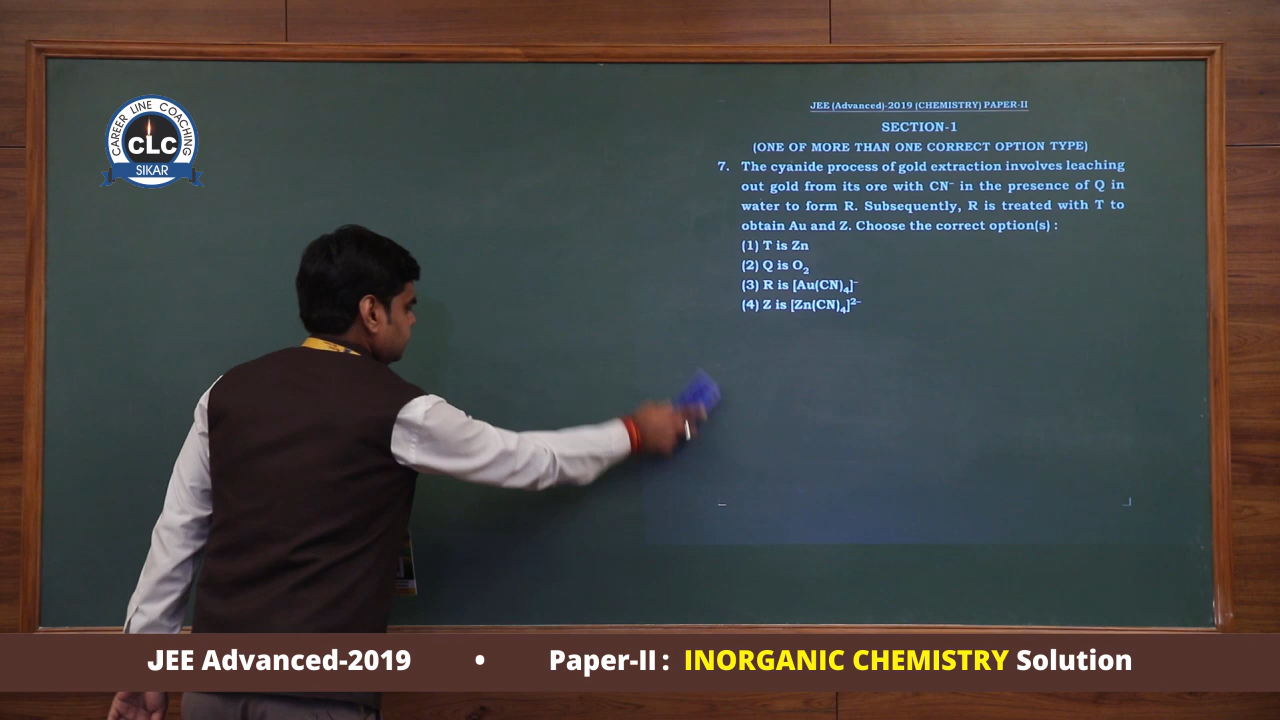 CAREER LINE COACHING
CLC
SIKAR
JEE (Advanced)-2019 (CHEMISTRY) PAPER-II
SECTION-1
(ONE OF MORE THAN ONE CORRECT OPTION TYPE)
7. The cyanide process of gold extraction involves leaching
out gold from its ore with CN⁻ in the presence of Q in
water to form R. Subsequently, R is treated with T to
obtain Au and Z. Choose the correct option(s) :
(1) T is Zn
(2) Q is O₂
(3) R is [Au(CN)₄]⁻
(4) Z is [Zn(CN)₄]²⁻
JEE Advanced-2019 • Paper-II : INORGANIC CHEMISTRY Solution